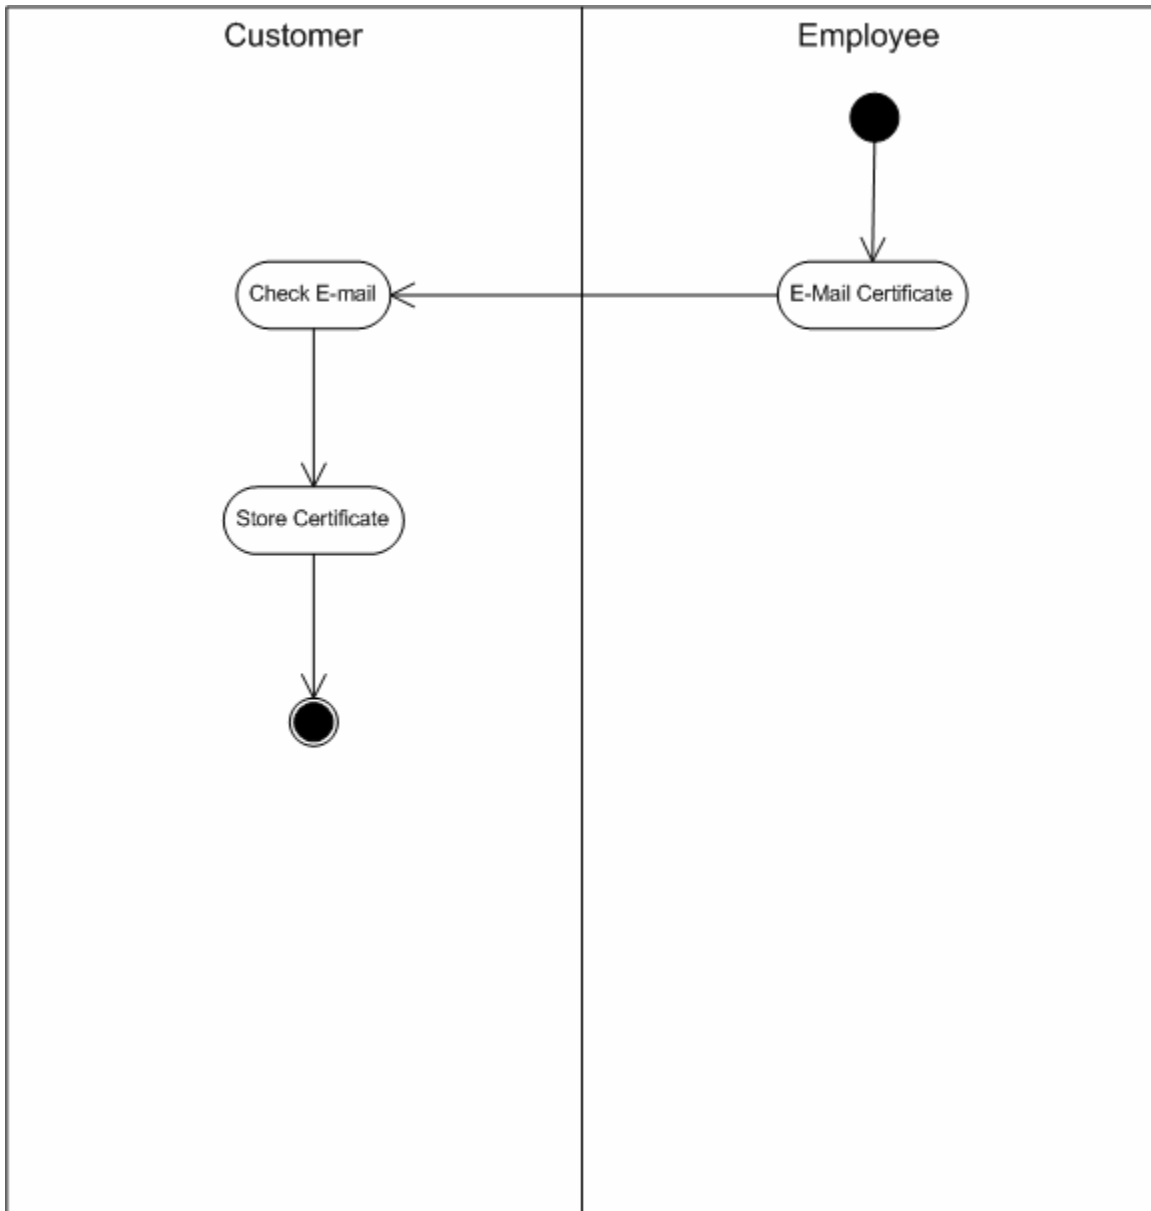 Customer
Employee
Check E-mail
E-Mail Certificate
Store Certificate